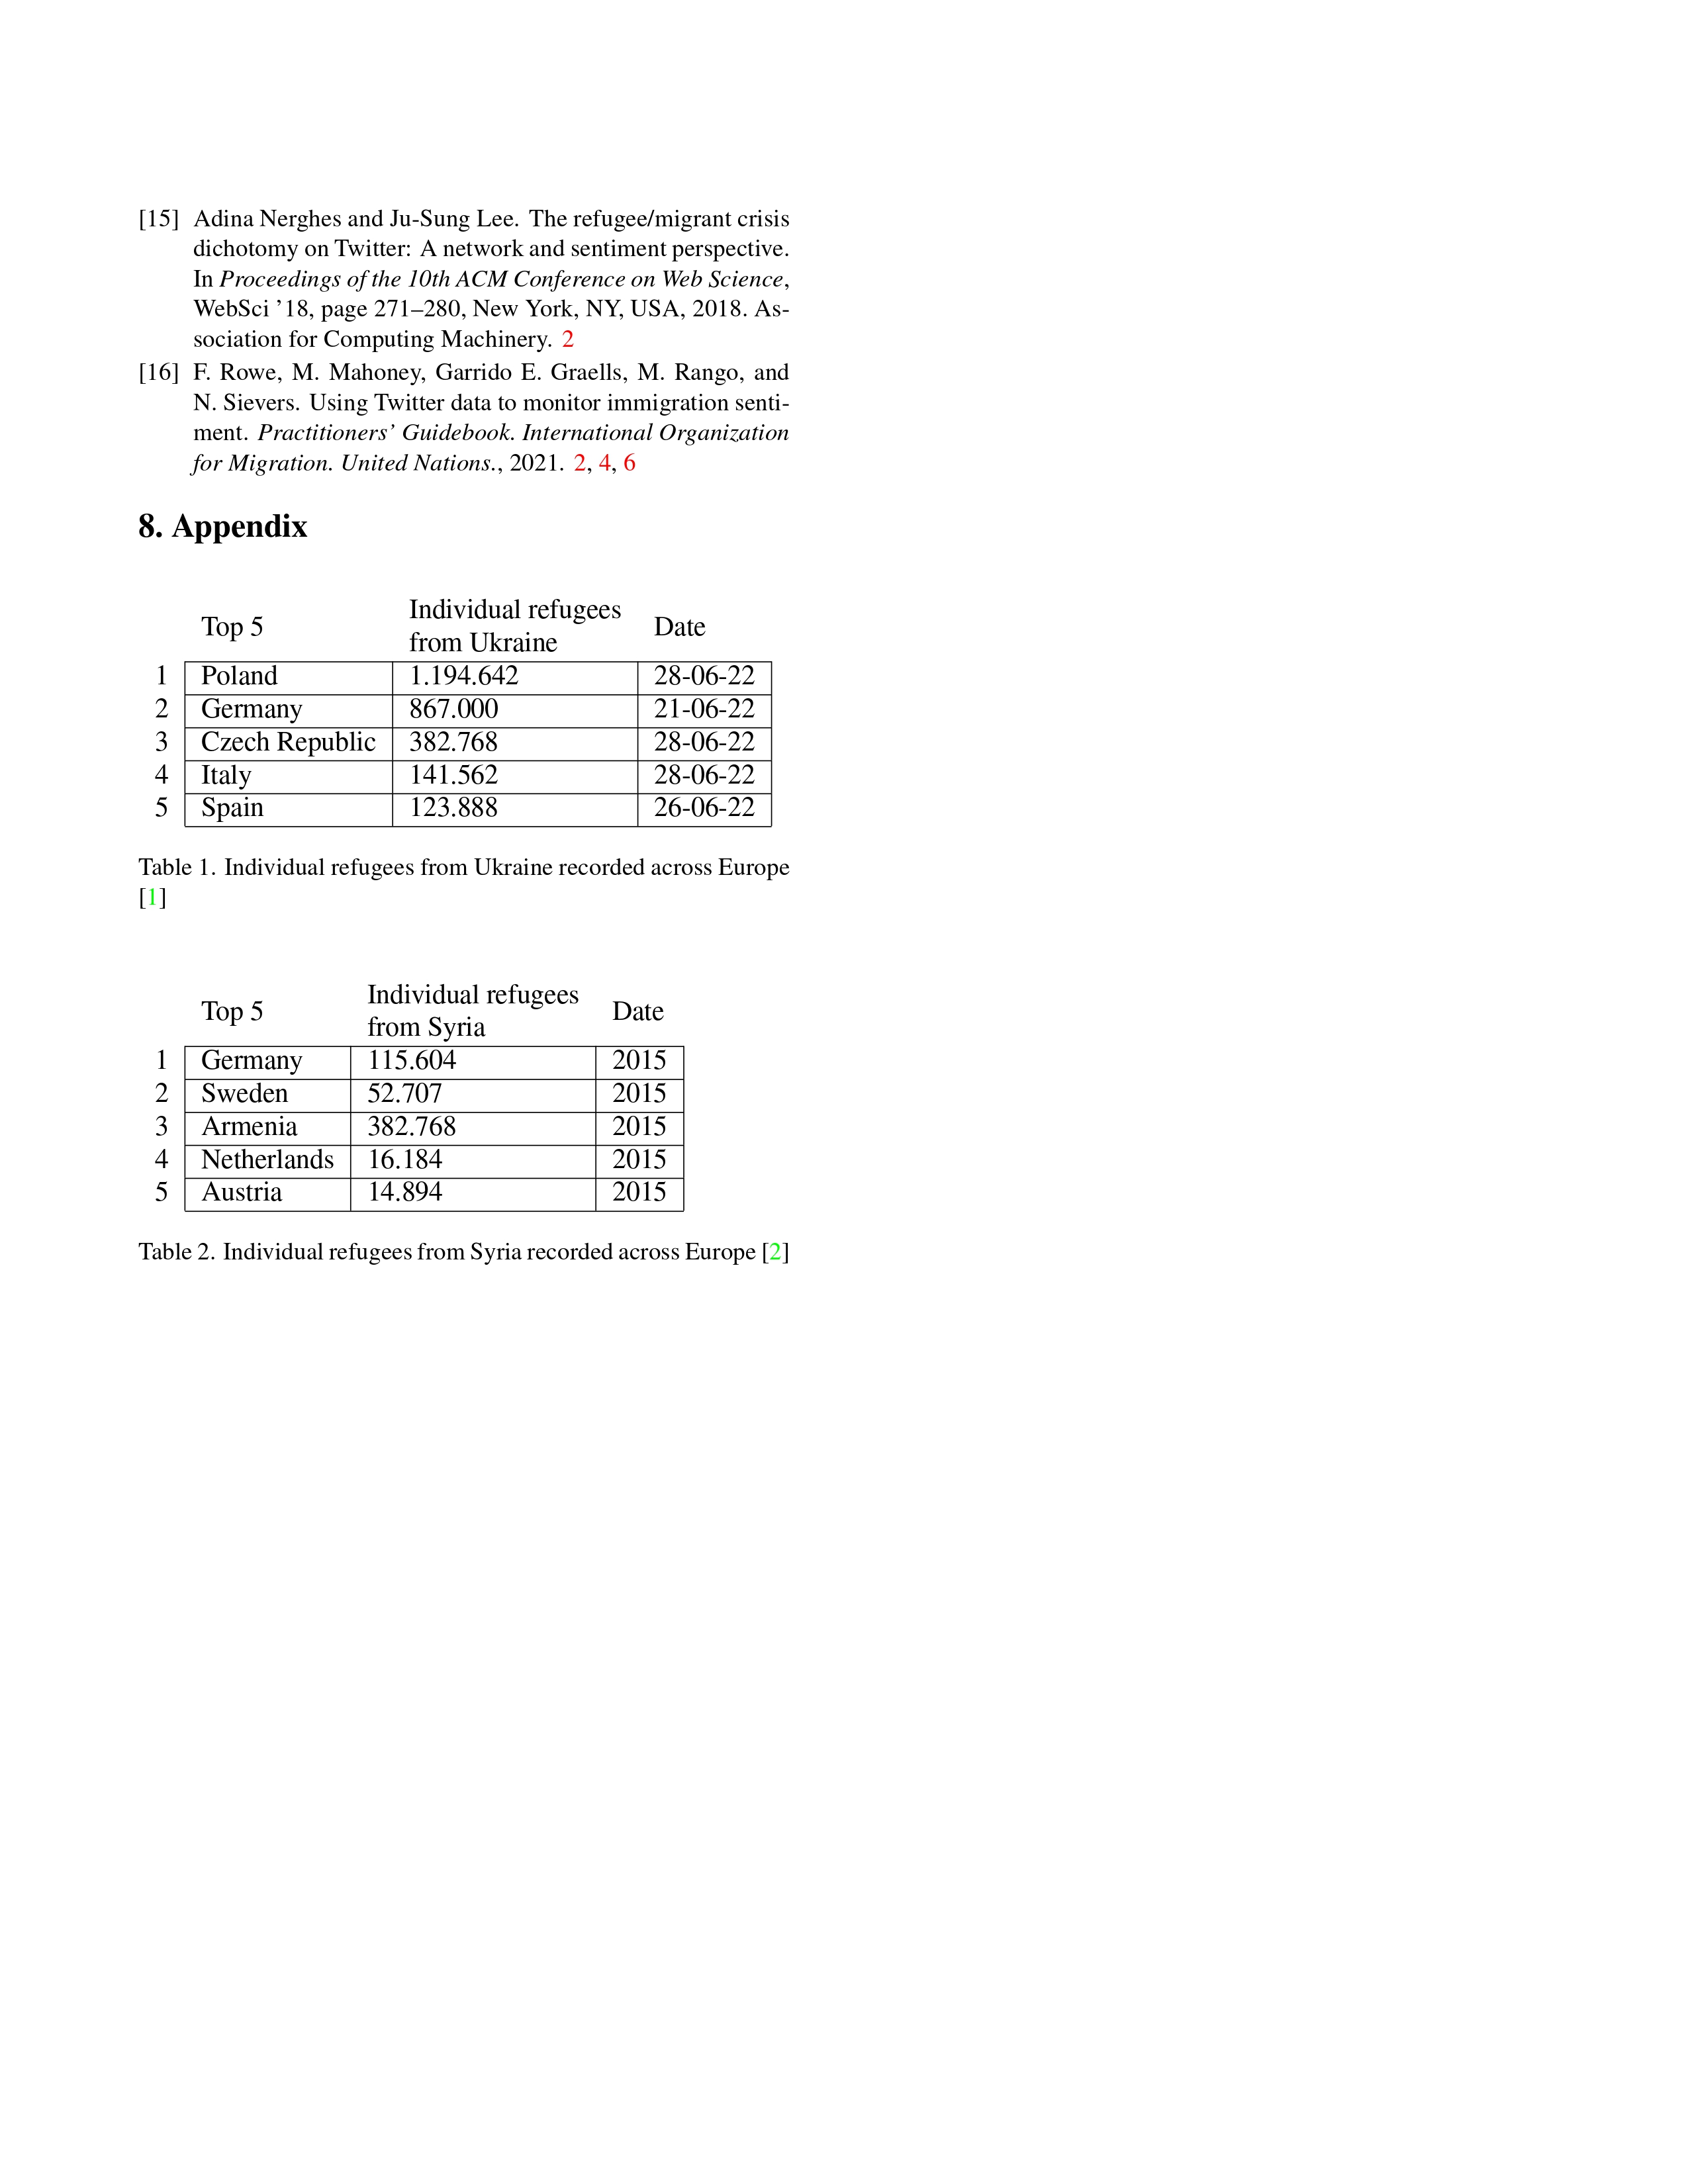 [15] Adina Nerghes and Ju-Sung Lee. The refugee/migrant crisis
dichotomy on Twitter: A network and sentiment perspective.
In Proceedings of the 10th ACM Conference on Web Science,
WebSci ’18, page 271–280, New York, NY, USA, 2018. As-
sociation for Computing Machinery. 2
[16] F. Rowe, M. Mahoney, Garrido E. Graells, M. Rango, and
N. Sievers. Using Twitter data to monitor immigration senti-
ment. Practitioners’ Guidebook. International Organization
for Migration. United Nations., 2021. 2, 4, 6
8. Appendix
Top 5 Individual refugees from Ukraine Date
1 Poland 1.194.642 28-06-22
2 Germany 867.000 21-06-22
3 Czech Republic 382.768 28-06-22
4 Italy 141.562 28-06-22
5 Spain 123.888 26-06-22
Table 1. Individual refugees from Ukraine recorded across Europe
[1]
Top 5 Individual refugees from Syria Date
1 Germany 115.604 2015
2 Sweden 52.707 2015
3 Armenia 382.768 2015
4 Netherlands 16.184 2015
5 Austria 14.894 2015
Table 2. Individual refugees from Syria recorded across Europe [2]